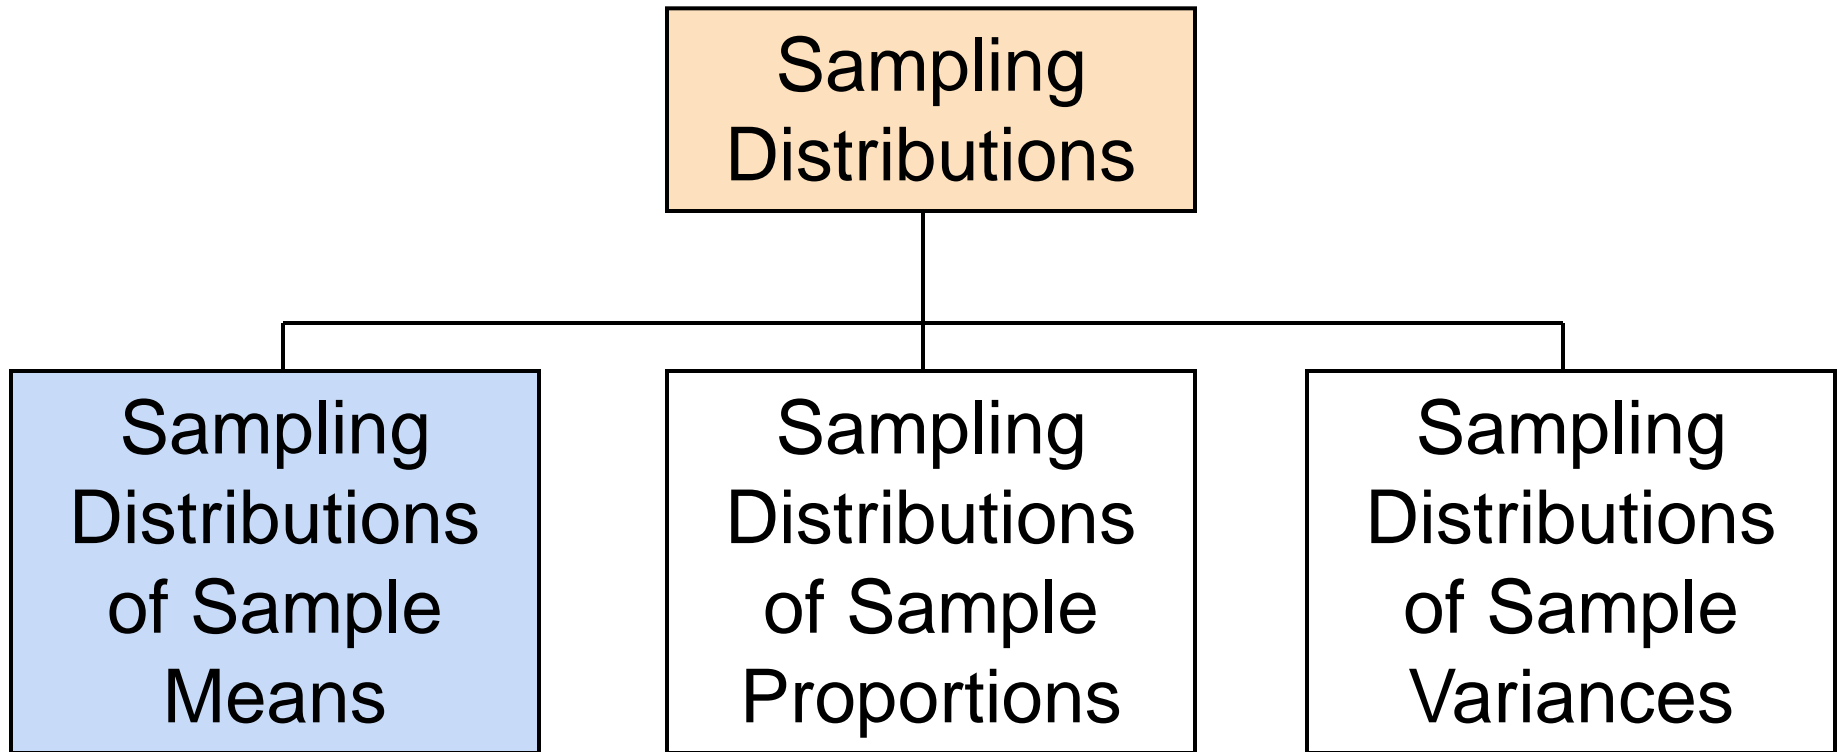 Sampling
Distributions
Sampling
Distributions
of Sample
Means
Sampling
Distributions
of Sample
Proportions
Sampling
Distributions
of Sample
Variances